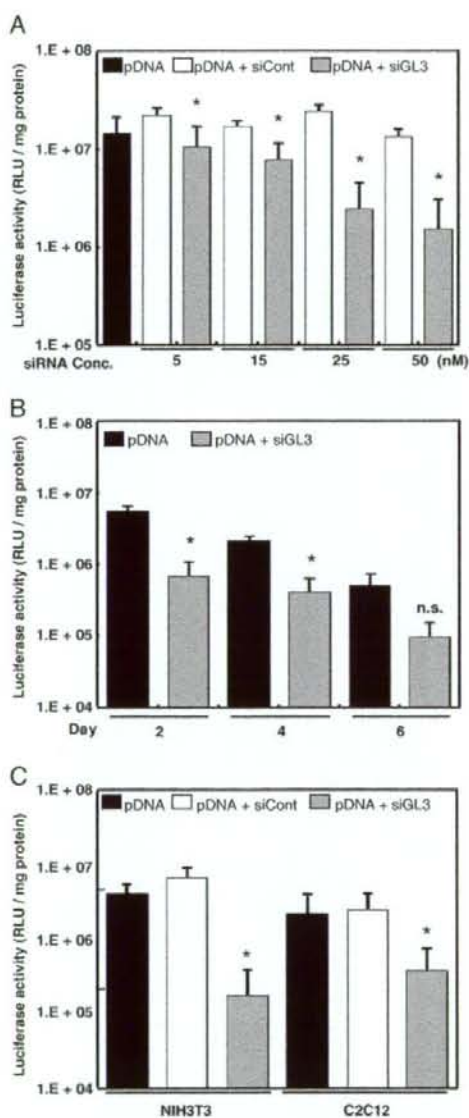 A
1.E + 08
pDNA pDNA + siCont pDNA + siGL3
* * * *
1.E + 07
1.E + 06
1.E + 05
Luciferase activity (RLU / mg protein)
siRNA Conc. 5 15 25 50 (nM)
B
1.E + 08
pDNA pDNA + siGL3
1.E + 07
* * n.s.
1.E + 06
1.E + 05
1.E + 04
Luciferase activity (RLU / mg protein)
Day 2 4 6
C
1.E + 08
pDNA pDNA + siCont pDNA + siGL3
1.E + 07
* *
1.E + 06
1.E + 05
1.E + 04
Luciferase activity (RLU / mg protein)
NIH3T3 C2C12